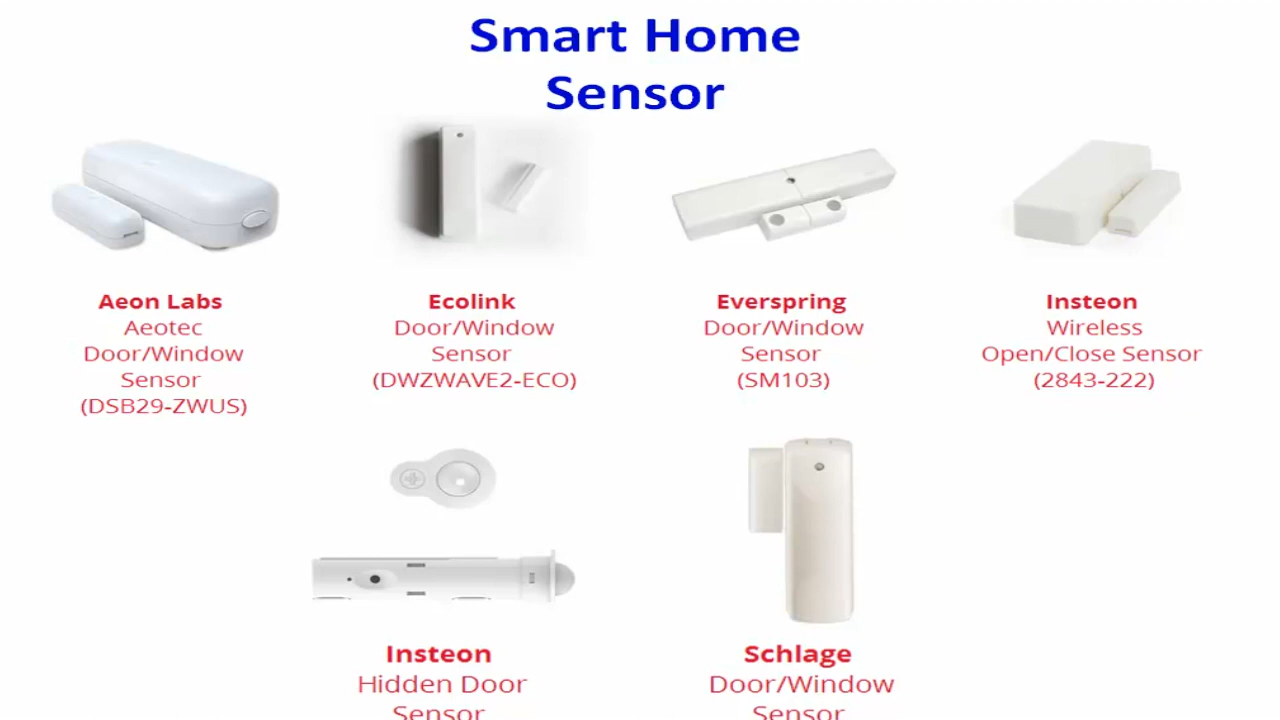 Smart Home
Sensor
Aeon Labs
Aeotec
Door/Window
Sensor
(DSB29-ZWUS)
Ecolink
Door/Window
Sensor
(DWZWAVE2-ECO)
Everspring
Door/Window
Sensor
(SM103)
Insteon
Wireless
Open/Close Sensor
(2843-222)
Insteon
Hidden Door
Sensor
Schlage
Door/Window
Sensor